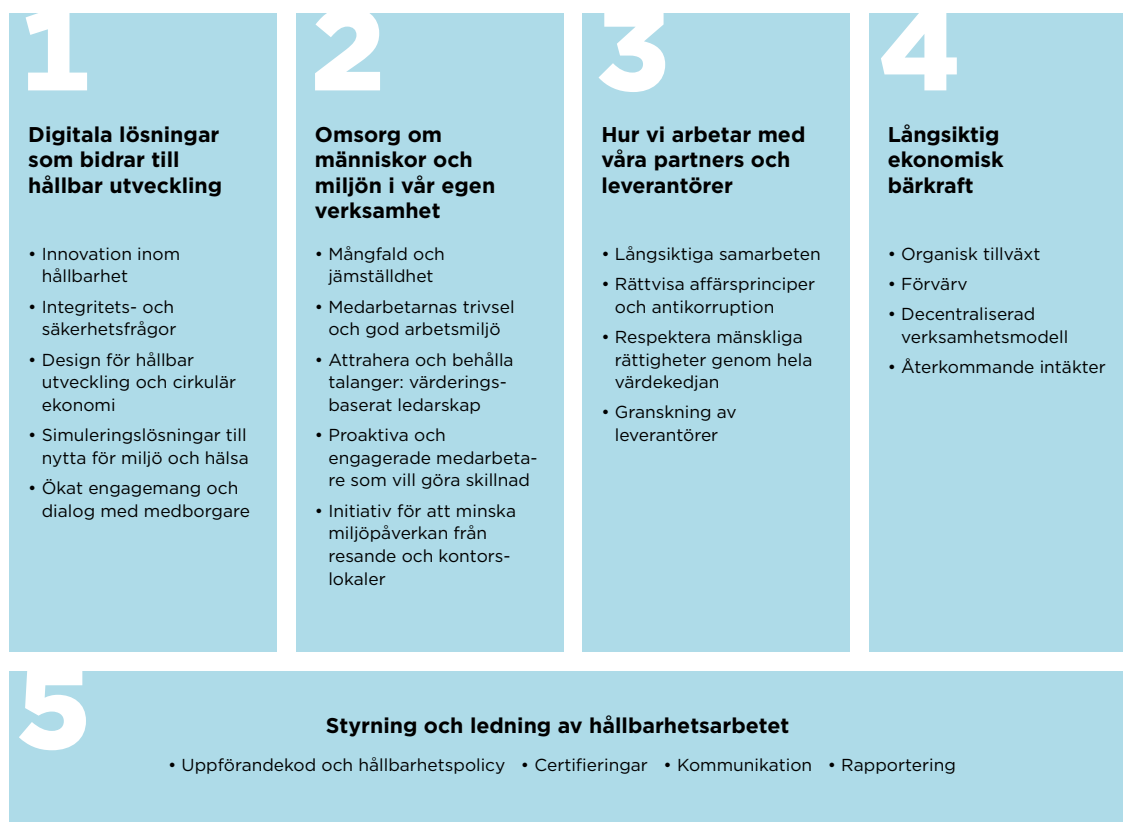 1
Digitala lösningar
som bidrar till
hållbar utveckling
• Innovation inom
hållbarhet
• Integritets- och
säkerhetsfrågor
• Design för hållbar
utveckling och cirkulär
ekonomi
• Simuleringslösningar till
nytta för miljö och hälsa
• Ökat engagemang och
dialog med medborgare
2
Omsorg om
människor och
miljön i vår egen
verksamhet
• Mångfald och
jämställdhet
• Medarbetarnas trivsel
och god arbetsmiljö
• Attrahera och behålla
talanger: värderings-
baserat ledarskap
• Proaktiva och
engagerade medarbeta-
re som vill göra skillnad
• Initiativ för att minska
miljöpåverkan från
resande och kontors-
lokaler
3
Hur vi arbetar med
våra partners och
leverantörer
• Långsiktiga samarbeten
• Rättvisa affärsprinciper
och antikorruption
• Respektera mänskliga
rättigheter genom hela
värdekedjan
• Granskning av
leverantörer
4
Långsiktig
ekonomisk
bärkraft
• Organisk tillväxt
• Förvärv
• Decentraliserad
verksamhetsmodell
• Återkommande intäkter
5
Styrning och ledning av hållbarhetsarbetet
• Uppförandekod och hållbarhetspolicy • Certifieringar • Kommunikation • Rapportering